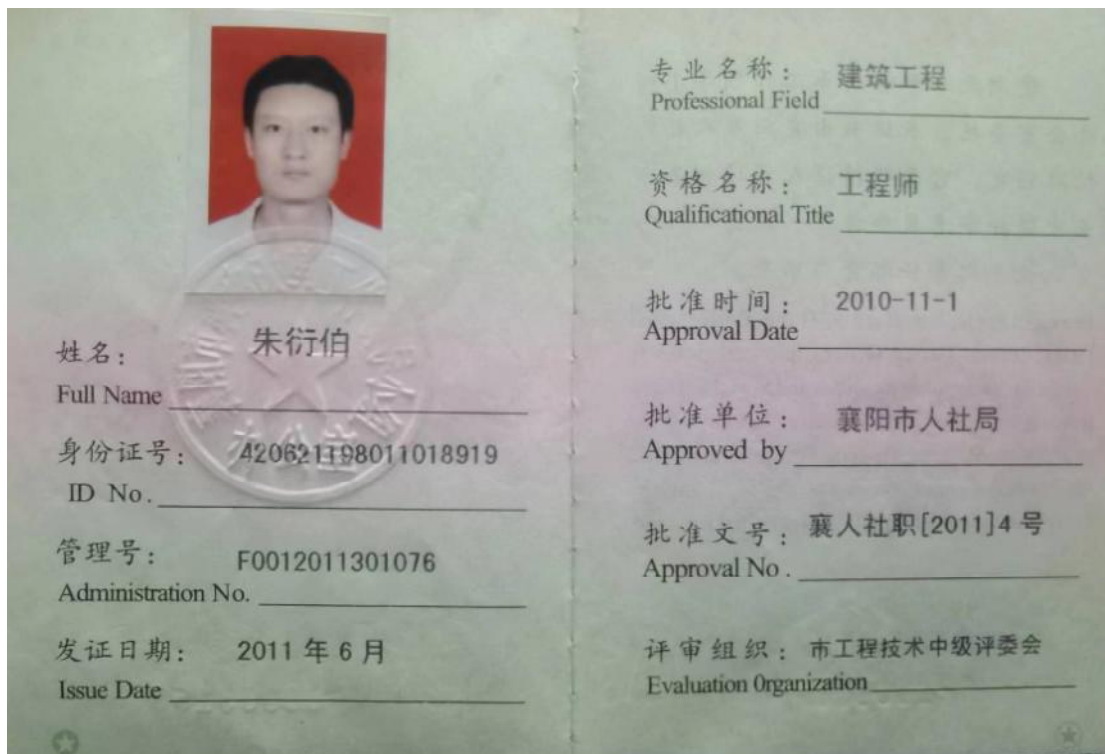 姓名： 朱衍伯
Full Name
身份证号： 420621198011018919
ID No.
管理号： F0012011301076
Administration No.
发证日期： 2011 年 6 月
Issue Date
专业名称： 建筑工程
Professional Field
资格名称： 工程师
Qualificational Title
批准时间： 2010-11-1
Approval Date
批准单位： 襄阳市人社局
Approved by
批准文号： 襄人社职[2011]4 号
Approval No.
评审组织： 市工程技术中级评委会
Evaluation Organization